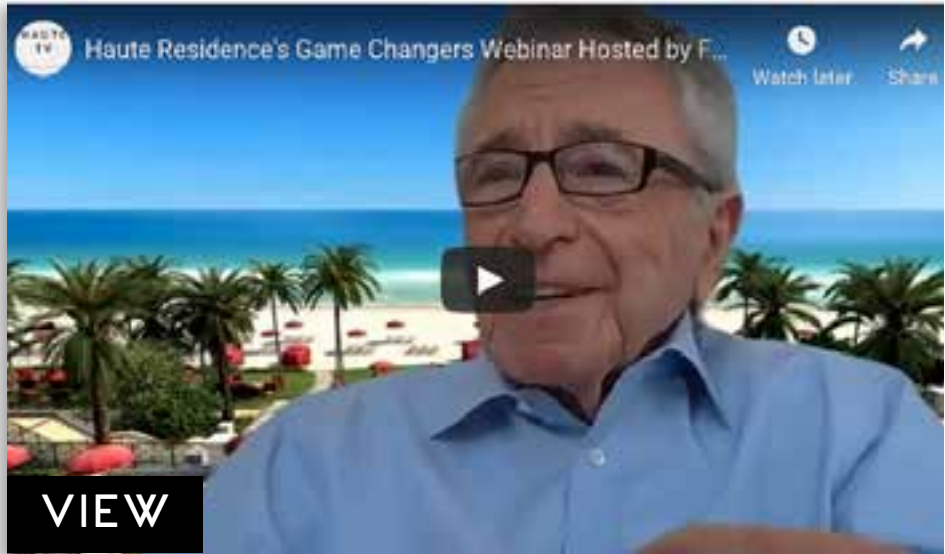 HAUTE
TV
Haute Residence's Game Changers Webinar Hosted by F...
Watch later
Share
VIEW